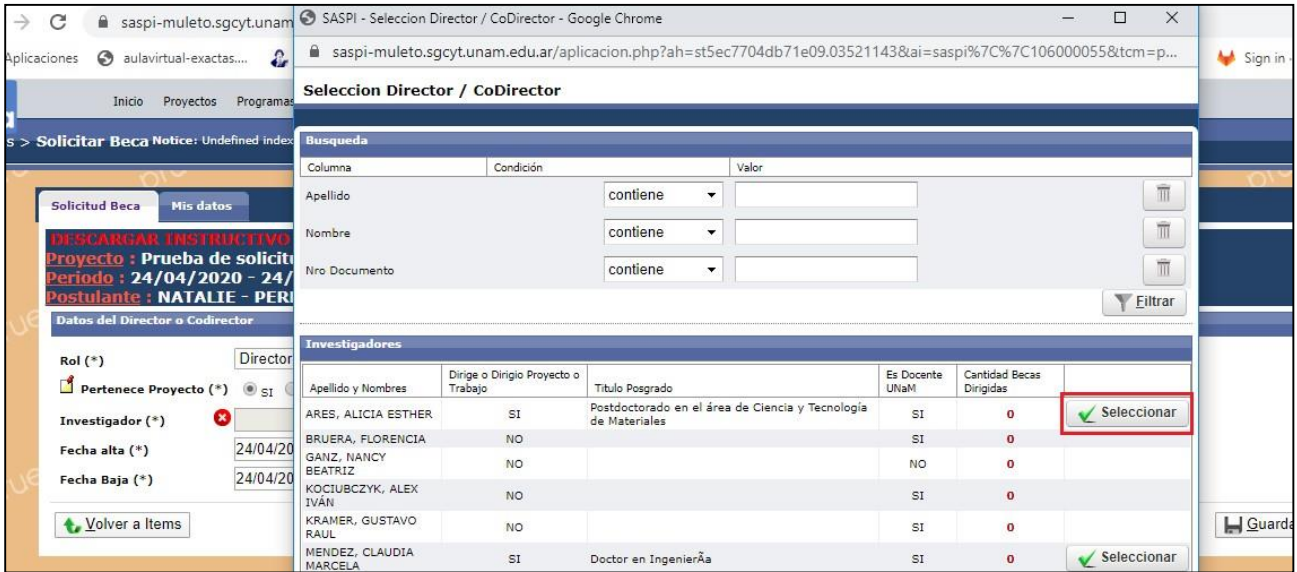 saspi-muleto.sgcyt.unam
Aplicaciones aulavirtual-exactas....
Inicio Proyectos Programas
s > Solicitar Beca Notice: Undefined index
Solicitud Beca Mis datos
DESCARGAR INSTRUCTIVO
Proyecto : Prueba de solicitu
Periodo : 24/04/2020 - 24/
Postulante : NATALIE - PERE
Datos del Director o Codirector
Rol (*) Director
Pertenece Proyecto (*) SI
Investigador (*)
Fecha alta (*) 24/04/20
Fecha Baja (*) 24/04/20
Volver a Items
SASPI - Seleccion Director / CoDirector - Google Chrome
saspi-muleto.sgcyt.unam.edu.ar/aplicacion.php?ah=st5ec7704db71e09.03521143&ai=saspi%7C%7C106000055&tcm=p...
Seleccion Director / CoDirector
Busqueda
Columna Condición Valor
Apellido contiene
Nombre contiene
Nro Documento contiene
Filtrar
Investigadores
Apellido y Nombres Dirige o Dirigio Proyecto o Trabajo Titulo Posgrado Es Docente UNaM Cantidad Becas Dirigidas
ARES, ALICIA ESTHER SI Postdoctorado en el área de Ciencia y Tecnología de Materiales SI 0 Seleccionar
BRUERA, FLORENCIA NO SI 0
GANZ, NANCY BEATRIZ NO NO 0
KOCIUBCZYK, ALEX IVÁN NO SI 0
KRAMER, GUSTAVO RAUL NO SI 0
MENDEZ, CLAUDIA MARCELA SI Doctor en IngenierÃa SI 0 Seleccionar
Sign in
Guarda